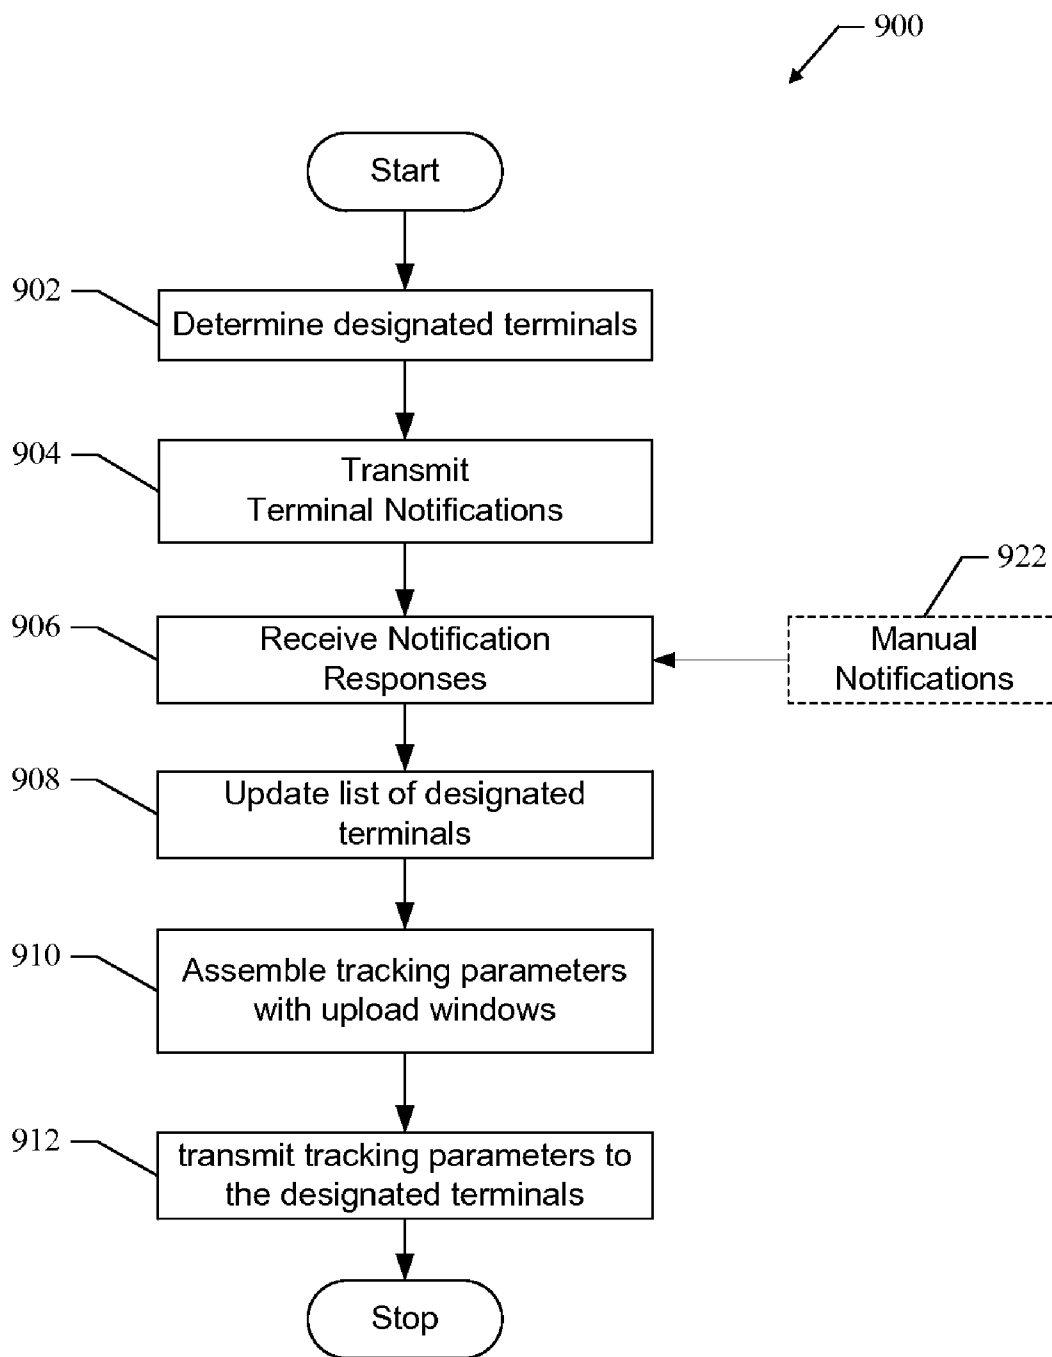 900
Start
902
Determine designated terminals
904
Transmit
Terminal Notifications
922
906
Receive Notification
Responses
Manual
Notifications
908
Update list of designated
terminals
910
Assemble tracking parameters
with upload windows
912
transmit tracking parameters to
the designated terminals
Stop